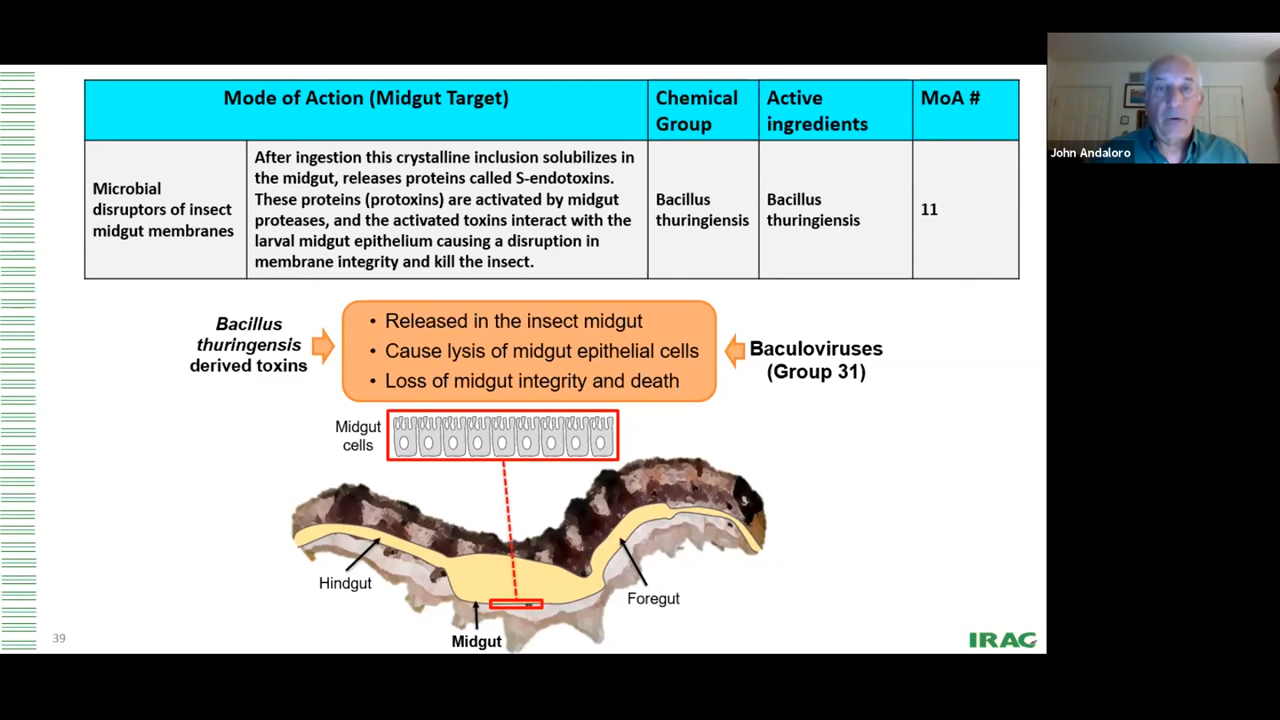 Mode of Action (Midgut Target)
Chemical
Group
Active
ingredients
MoA #
Microbial
disruptors of insect
midgut membranes
After ingestion this crystalline inclusion solubilizes in
the midgut, releases proteins called S-endotoxins.
These proteins (protoxins) are activated by midgut
proteases, and the activated toxins interact with the
larval midgut epithelium causing a disruption in
membrane integrity and kill the insect.
Bacillus
thuringiensis
Bacillus
thuringiensis
11
John Andaloro
Bacillus
thuringensis
derived toxins
• Released in the insect midgut
• Cause lysis of midgut epithelial cells
• Loss of midgut integrity and death
Baculoviruses
(Group 31)
Midgut
cells
Hindgut
Foregut
Midgut
39
IRAC